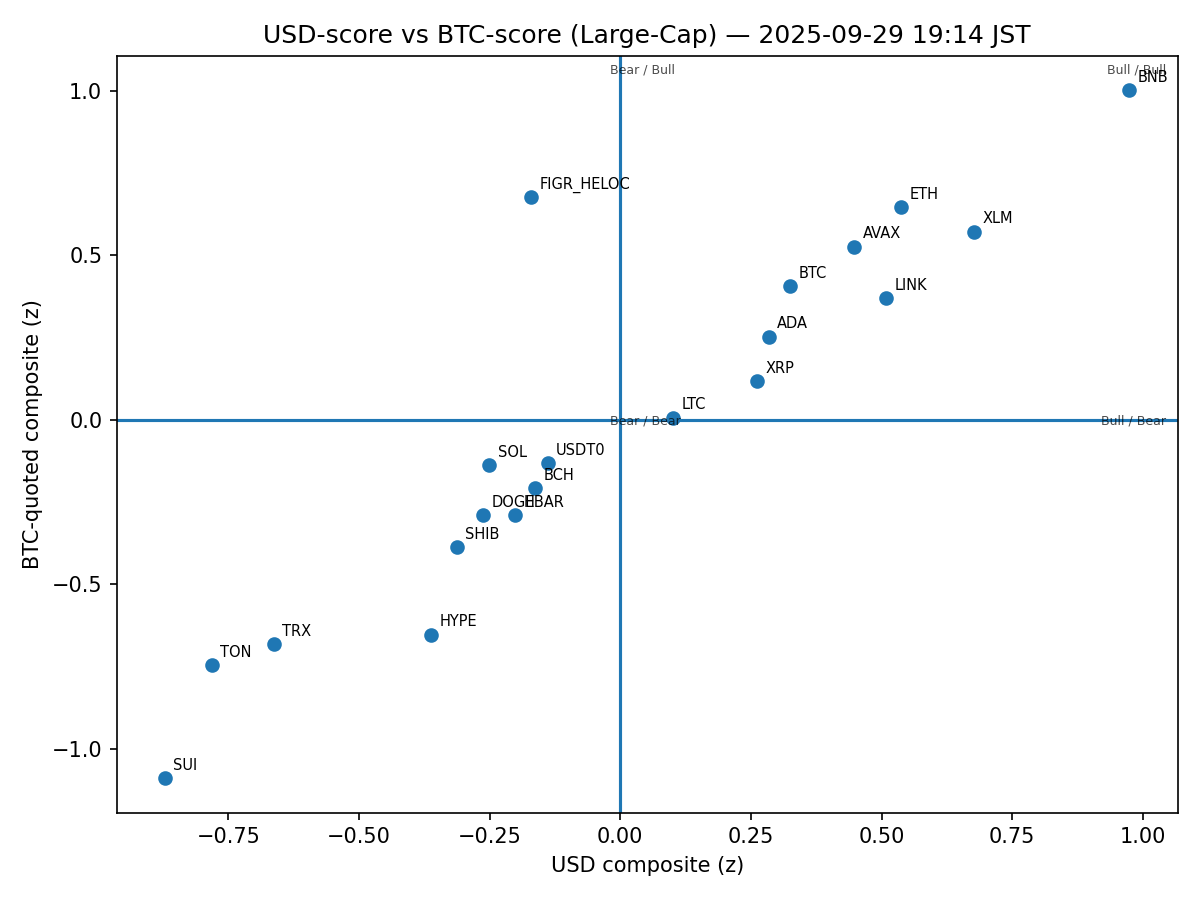 USD-score vs BTC-score (Large-Cap) — 2025-09-29 19:14 JST
Bear / Bull
Bull / Bull
BNB
1.0
FIGR_HELOC
ETH
XLM
AVAX
0.5
BTC
LINK
ADA
XRP
LTC
0.0
Bear / Bear
Bull / Bear
SOL
USDT0
BCH
DOGE
HBAR
SHIB
−0.5
HYPE
TRX
TON
−1.0
SUI
BTC-quoted composite (z)
−0.75
−0.50
−0.25
0.00
0.25
0.50
0.75
1.00
USD composite (z)